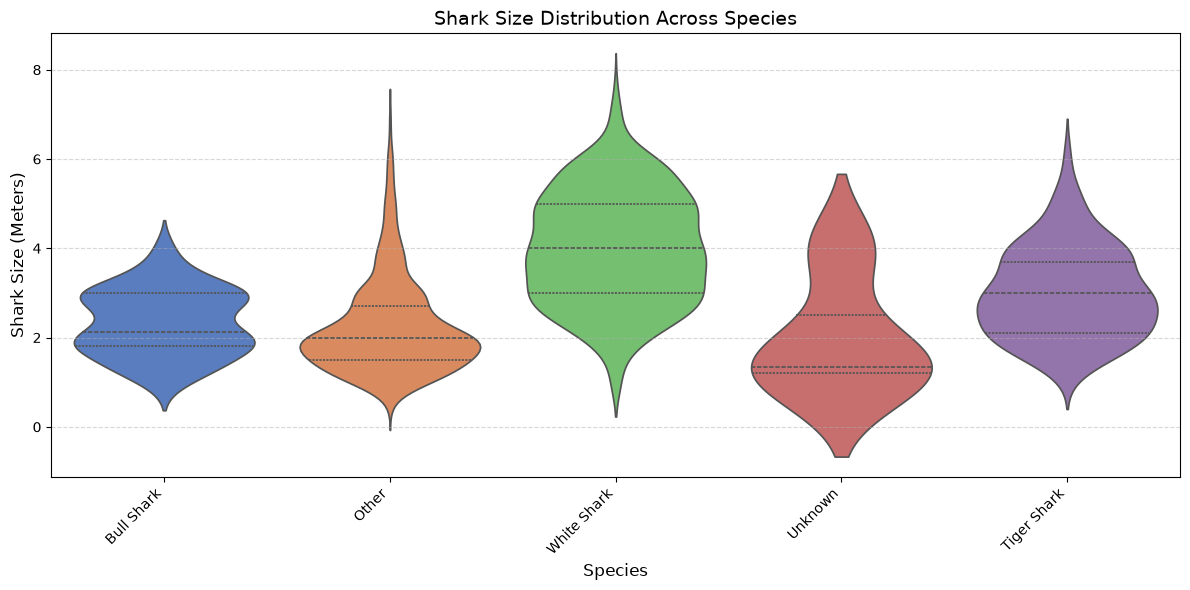 Shark Size Distribution Across Species
Shark Size (Meters)
8
6
4
2
0
Bull Shark
Other
White Shark
Unknown
Tiger Shark
Species